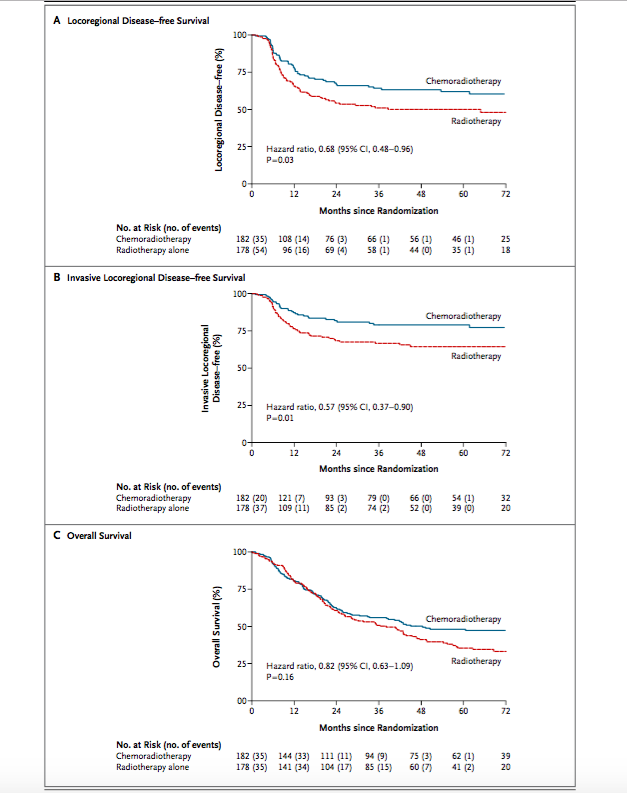 A Locoregional Disease–free Survival
Locoregional Disease–free (%)
100
75
50
25
0
Chemoradiotherapy
Radiotherapy
Hazard ratio, 0.68 (95% CI, 0.48–0.96)
P=0.03
0 12 24 36 48 60 72
Months since Randomization
No. at Risk (no. of events)
Chemoradiotherapy 182 (35) 108 (14) 76 (3) 66 (1) 56 (1) 46 (1) 25
Radiotherapy alone 178 (54) 96 (16) 69 (4) 58 (1) 44 (0) 35 (1) 18
B Invasive Locoregional Disease–free Survival
Invasive Locoregional
Disease–free (%)
100
75
50
25
0
Chemoradiotherapy
Radiotherapy
Hazard ratio, 0.57 (95% CI, 0.37–0.90)
P=0.01
0 12 24 36 48 60 72
Months since Randomization
No. at Risk (no. of events)
Chemoradiotherapy 182 (20) 121 (7) 93 (3) 79 (0) 66 (0) 54 (1) 32
Radiotherapy alone 178 (37) 109 (11) 85 (2) 74 (2) 52 (0) 39 (0) 20
C Overall Survival
Overall Survival (%)
100
75
50
25
00
Chemoradiotherapy
Radiotherapy
Hazard ratio, 0.82 (95% CI, 0.63–1.09)
P=0.16
0 12 24 36 48 60 72
Months since Randomization
No. at Risk (no. of events)
Chemoradiotherapy 182 (35) 144 (33) 111 (11) 94 (9) 75 (3) 62 (1) 39
Radiotherapy alone 178 (35) 141 (34) 104 (17) 85 (15) 60 (7) 41 (2) 20